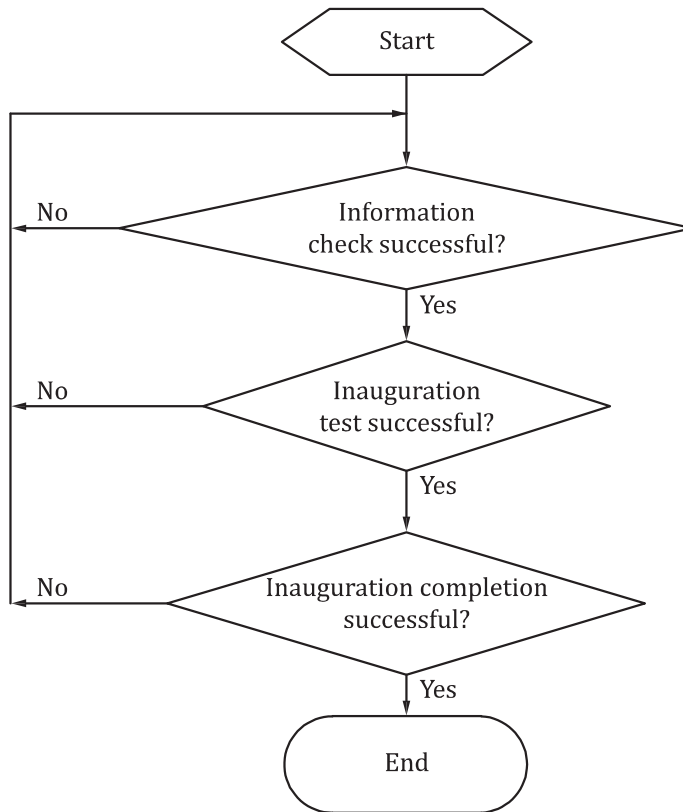 Start
No
Information
check successful?
Yes
No
Inauguration
test successful?
Yes
No
Inauguration completion
successful?
Yes
End